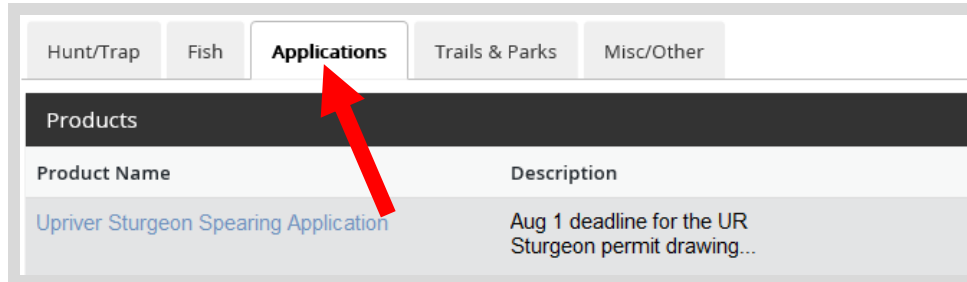 Hunt/Trap Fish Applications Trails & Parks Misc/Other
Products
Product Name Description
Upriver Sturgeon Spearing Application Aug 1 deadline for the UR
Sturgeon permit drawing...